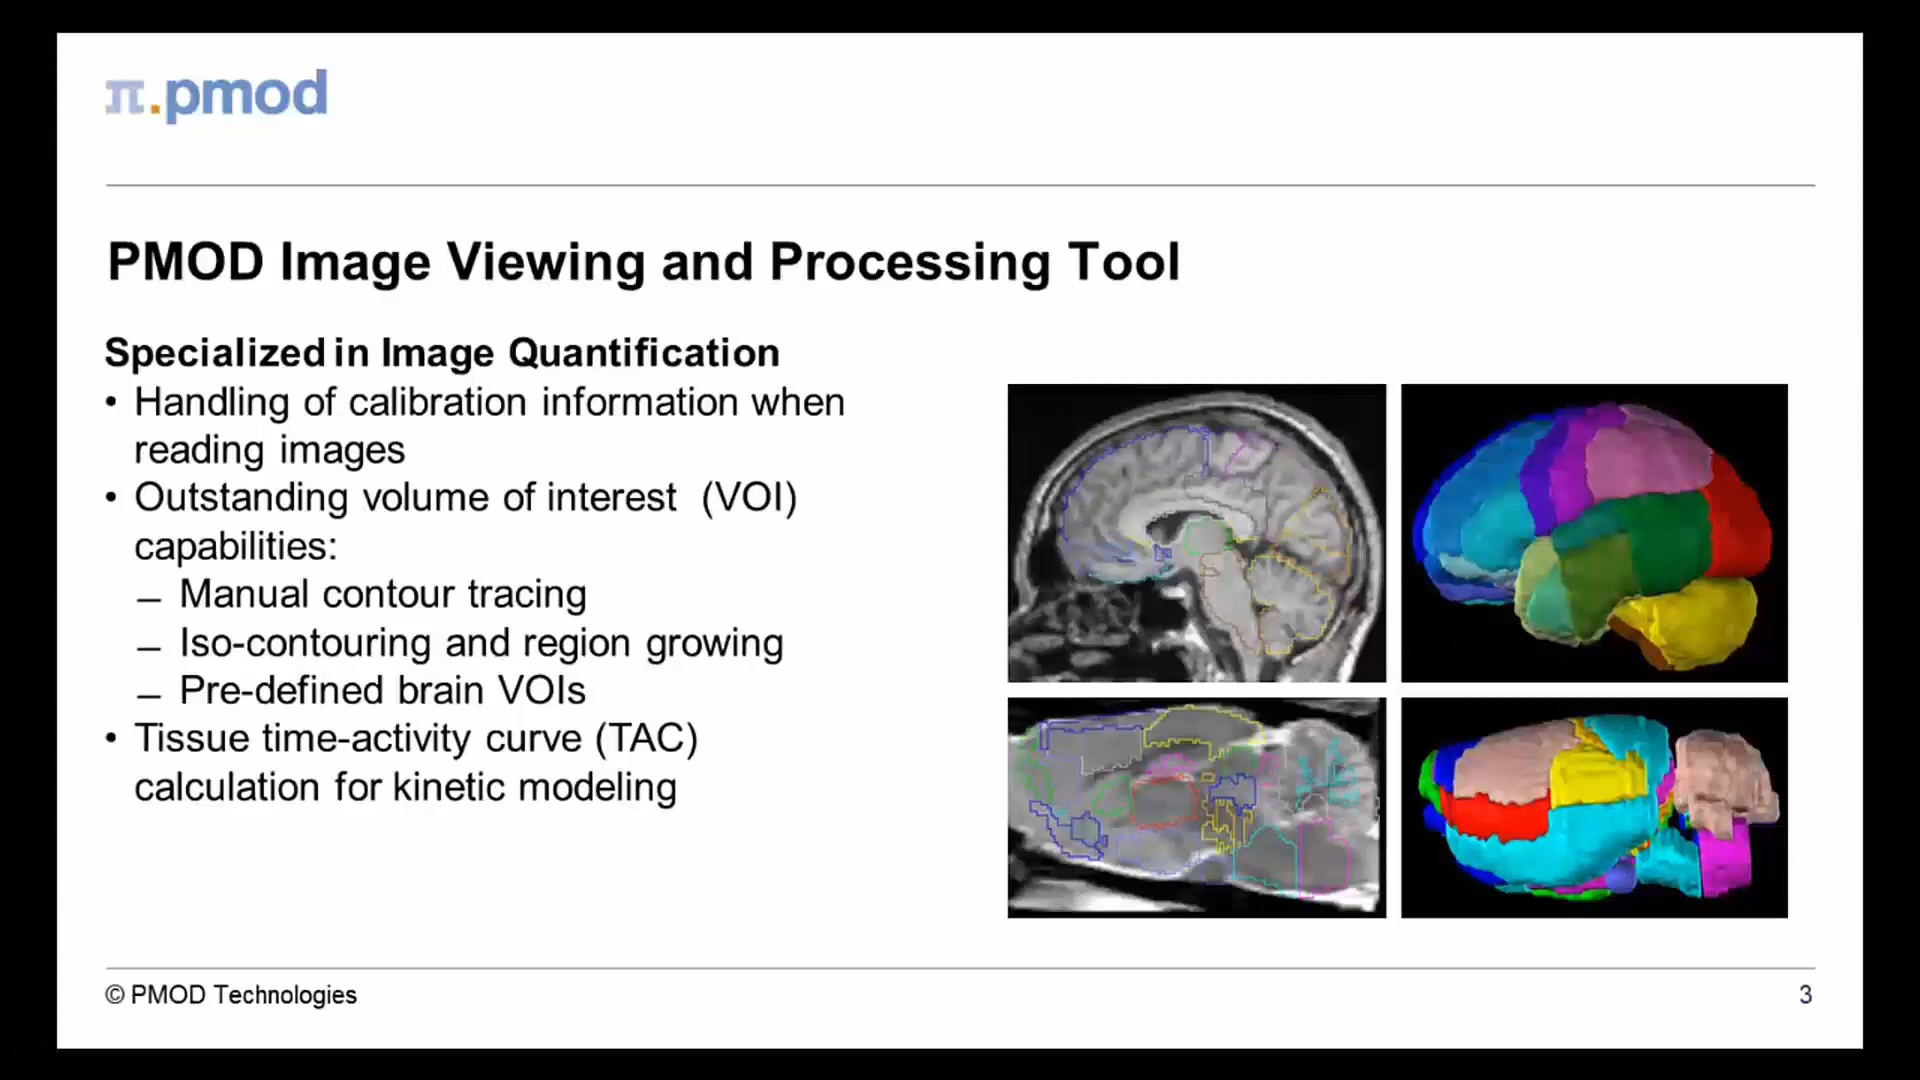 π.pmod
PMOD Image Viewing and Processing Tool
Specialized in Image Quantification
• Handling of calibration information when
reading images
• Outstanding volume of interest (VOI)
capabilities:
– Manual contour tracing
– Iso-contouring and region growing
– Pre-defined brain VOIs
• Tissue time-activity curve (TAC)
calculation for kinetic modeling
© PMOD Technologies
3